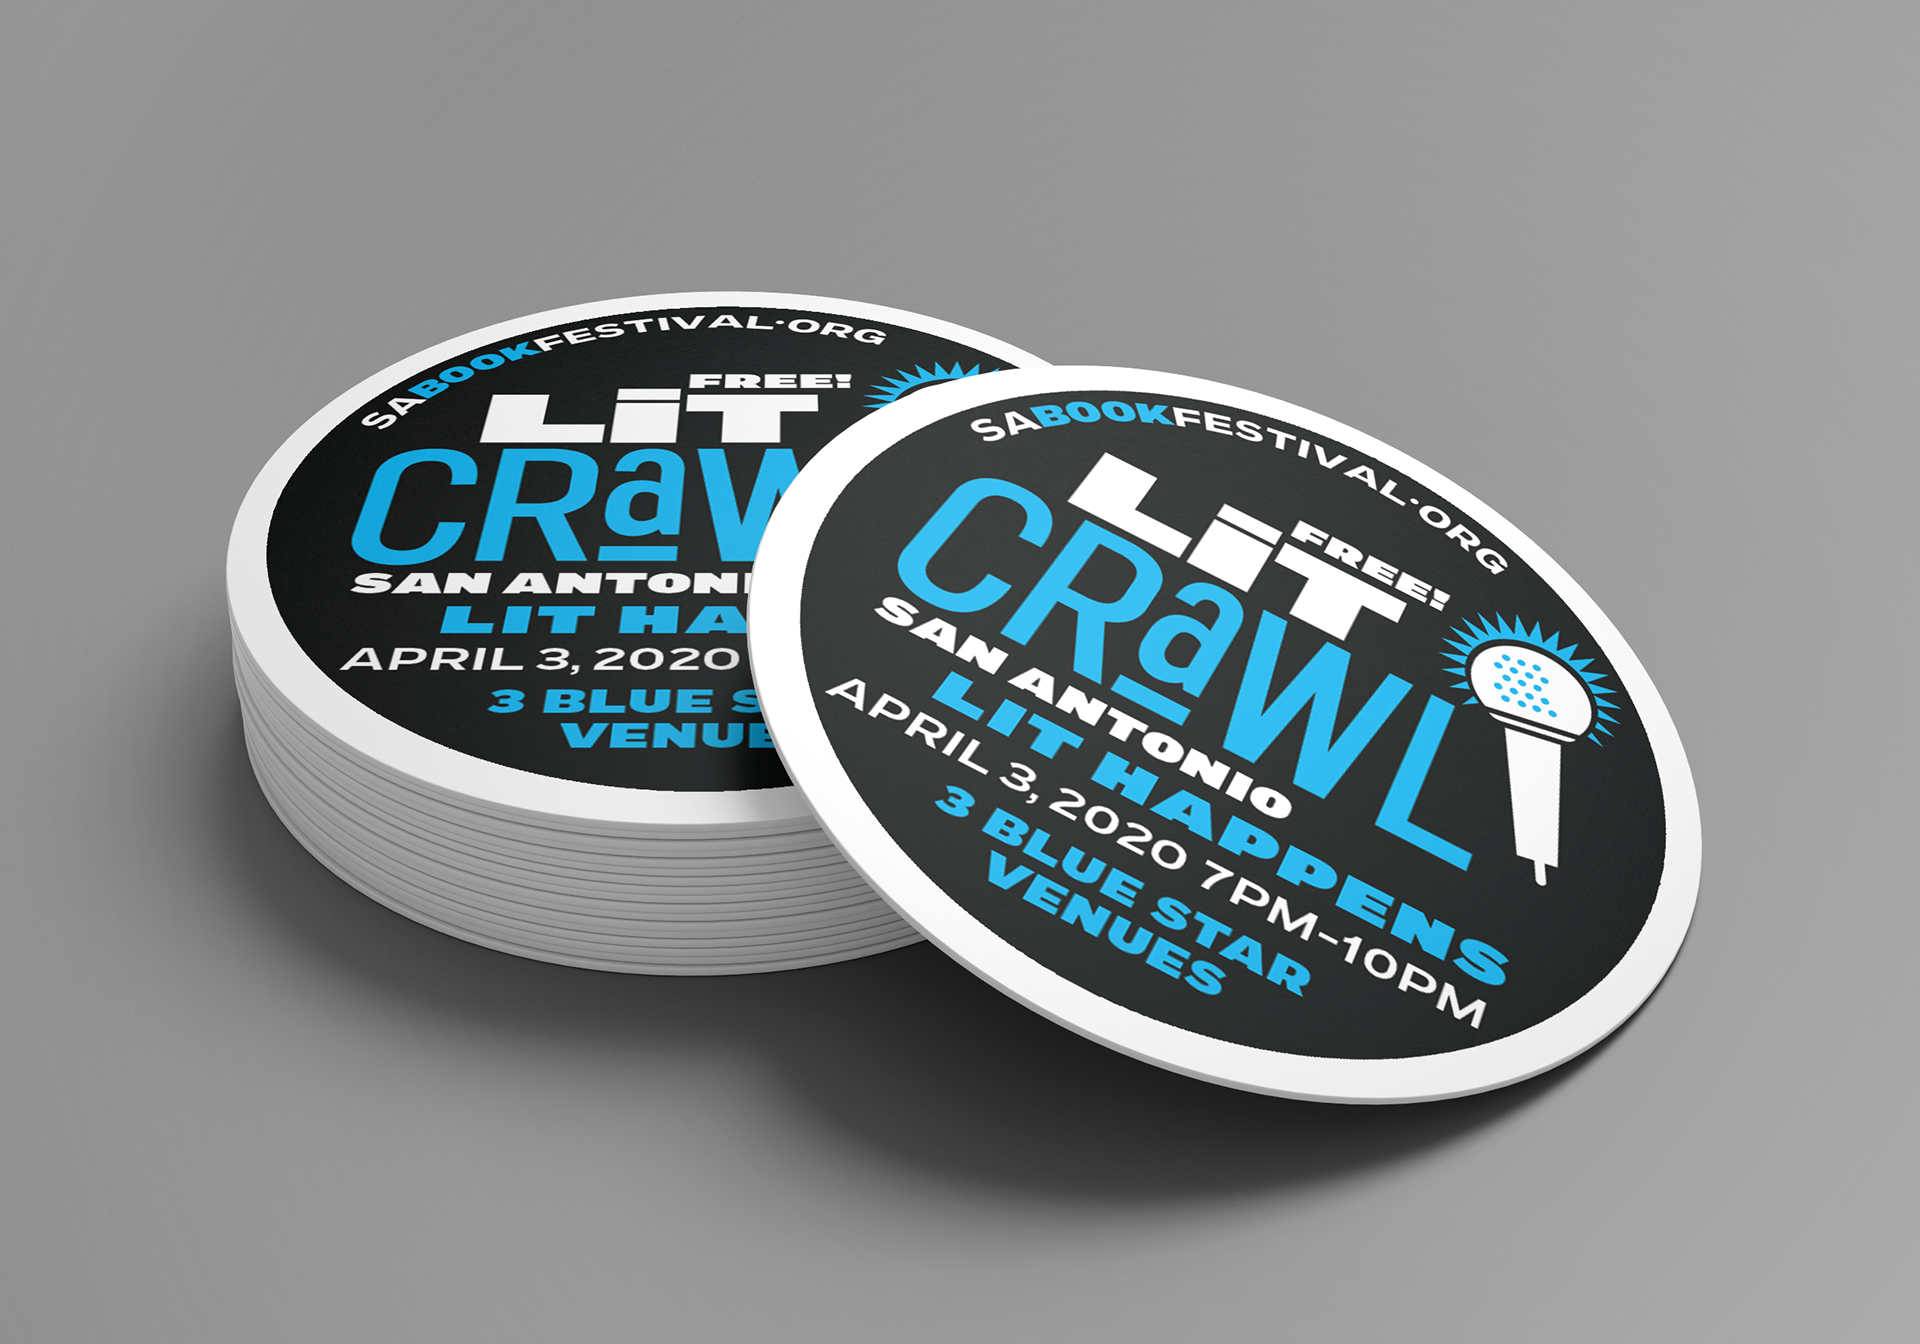 SABOOKFESTIVAL·ORG
FREE!
LiT
CRaW
SAN ANTONI
LIT HA
APRIL 3, 2020
3 BLUE S
VENUE
SABOOKFESTIVAL·ORG
FREE!
LiT
CRaWL
SAN ANTONIO
LIT HAPPENS
APRIL 3, 2020 7PM-10PM
3 BLUE STAR
VENUES